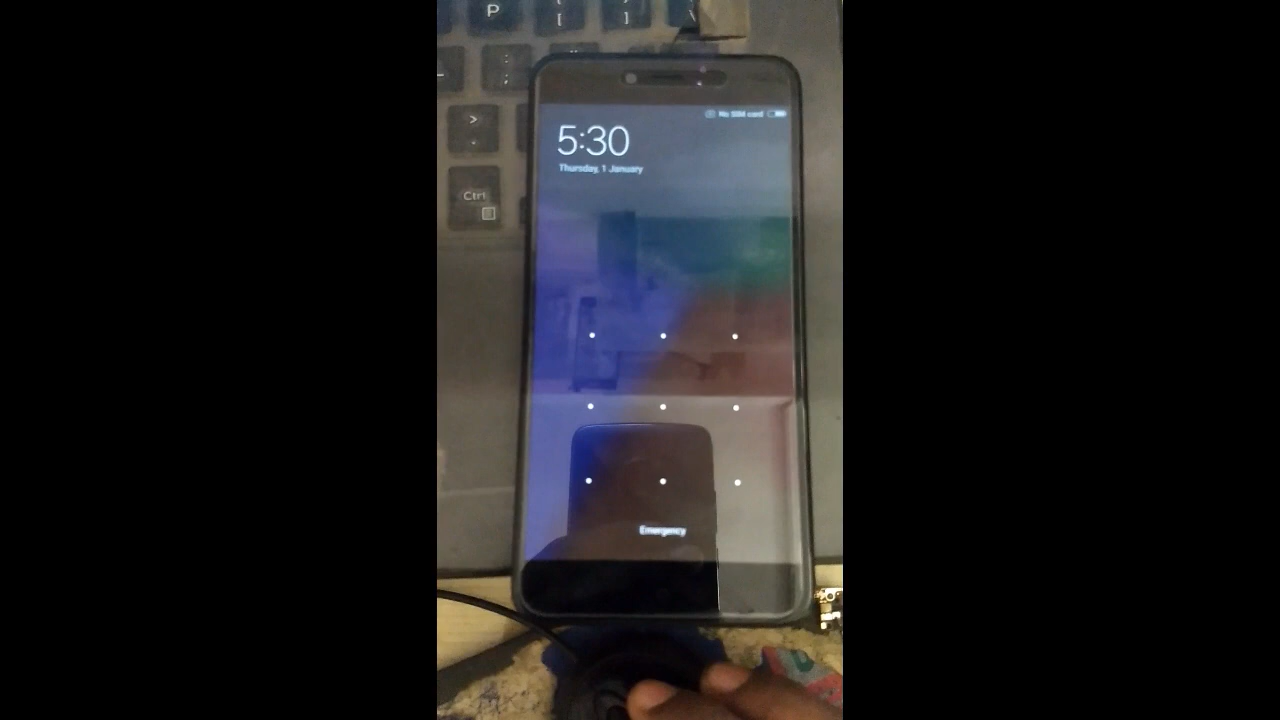 P
{
[
}
]
\
:
;
>
.
Ctrl
No SIM card
5:30
Thursday, 1 January
Emergency